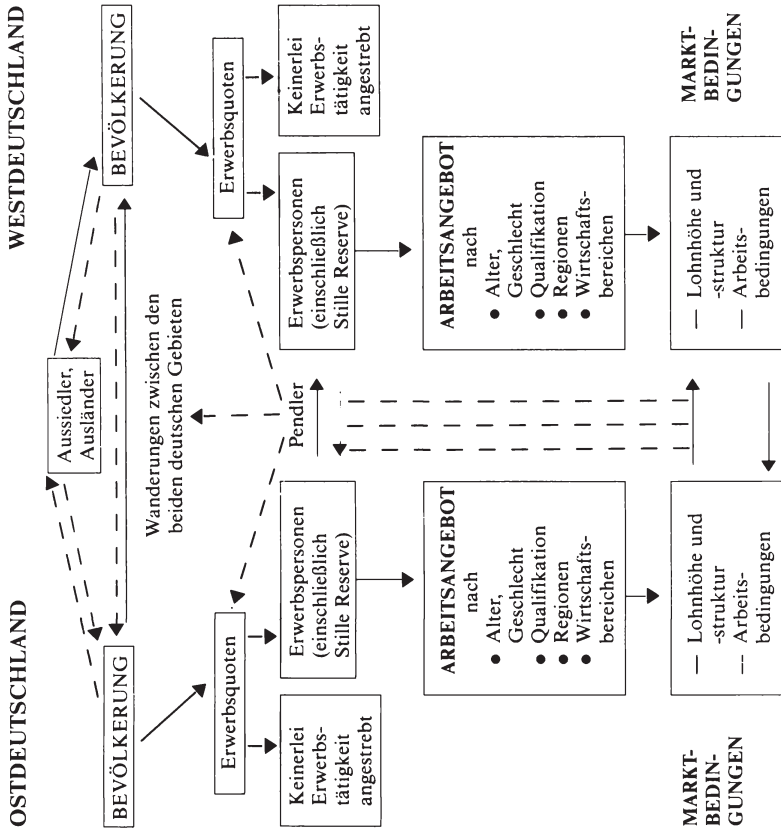 OSTDEUTSCHLAND
WESTDEUTSCHLAND
Aussiedler,
Ausländer
BEVÖLKERUNG
BEVÖLKERUNG
Wanderungen zwischen den
beiden deutschen Gebieten
Erwerbsquoten
Erwerbsquoten
Keinerlei
Erwerbs-
tätigkeit
angestrebt
Erwerbspersonen
(einschließlich
Stille Reserve)
Pendler
Erwerbspersonen
(einschließlich
Stille Reserve)
Keinerlei
Erwerbs-
tätigkeit
angestrebt
ARBEITSANGEBOT
nach
● Alter,
Geschlecht
● Qualifikation
● Regionen
● Wirtschafts-
bereichen
ARBEITSANGEBOT
nach
● Alter,
Geschlecht
● Qualifikation
● Regionen
● Wirtschafts-
bereichen
MARKT-
BEDIN-
GUNGEN
— Lohnhöhe und
-struktur
— Arbeits-
bedingungen
— Lohnhöhe und
-struktur
— Arbeits-
bedingungen
MARKT-
BEDIN-
GUNGEN